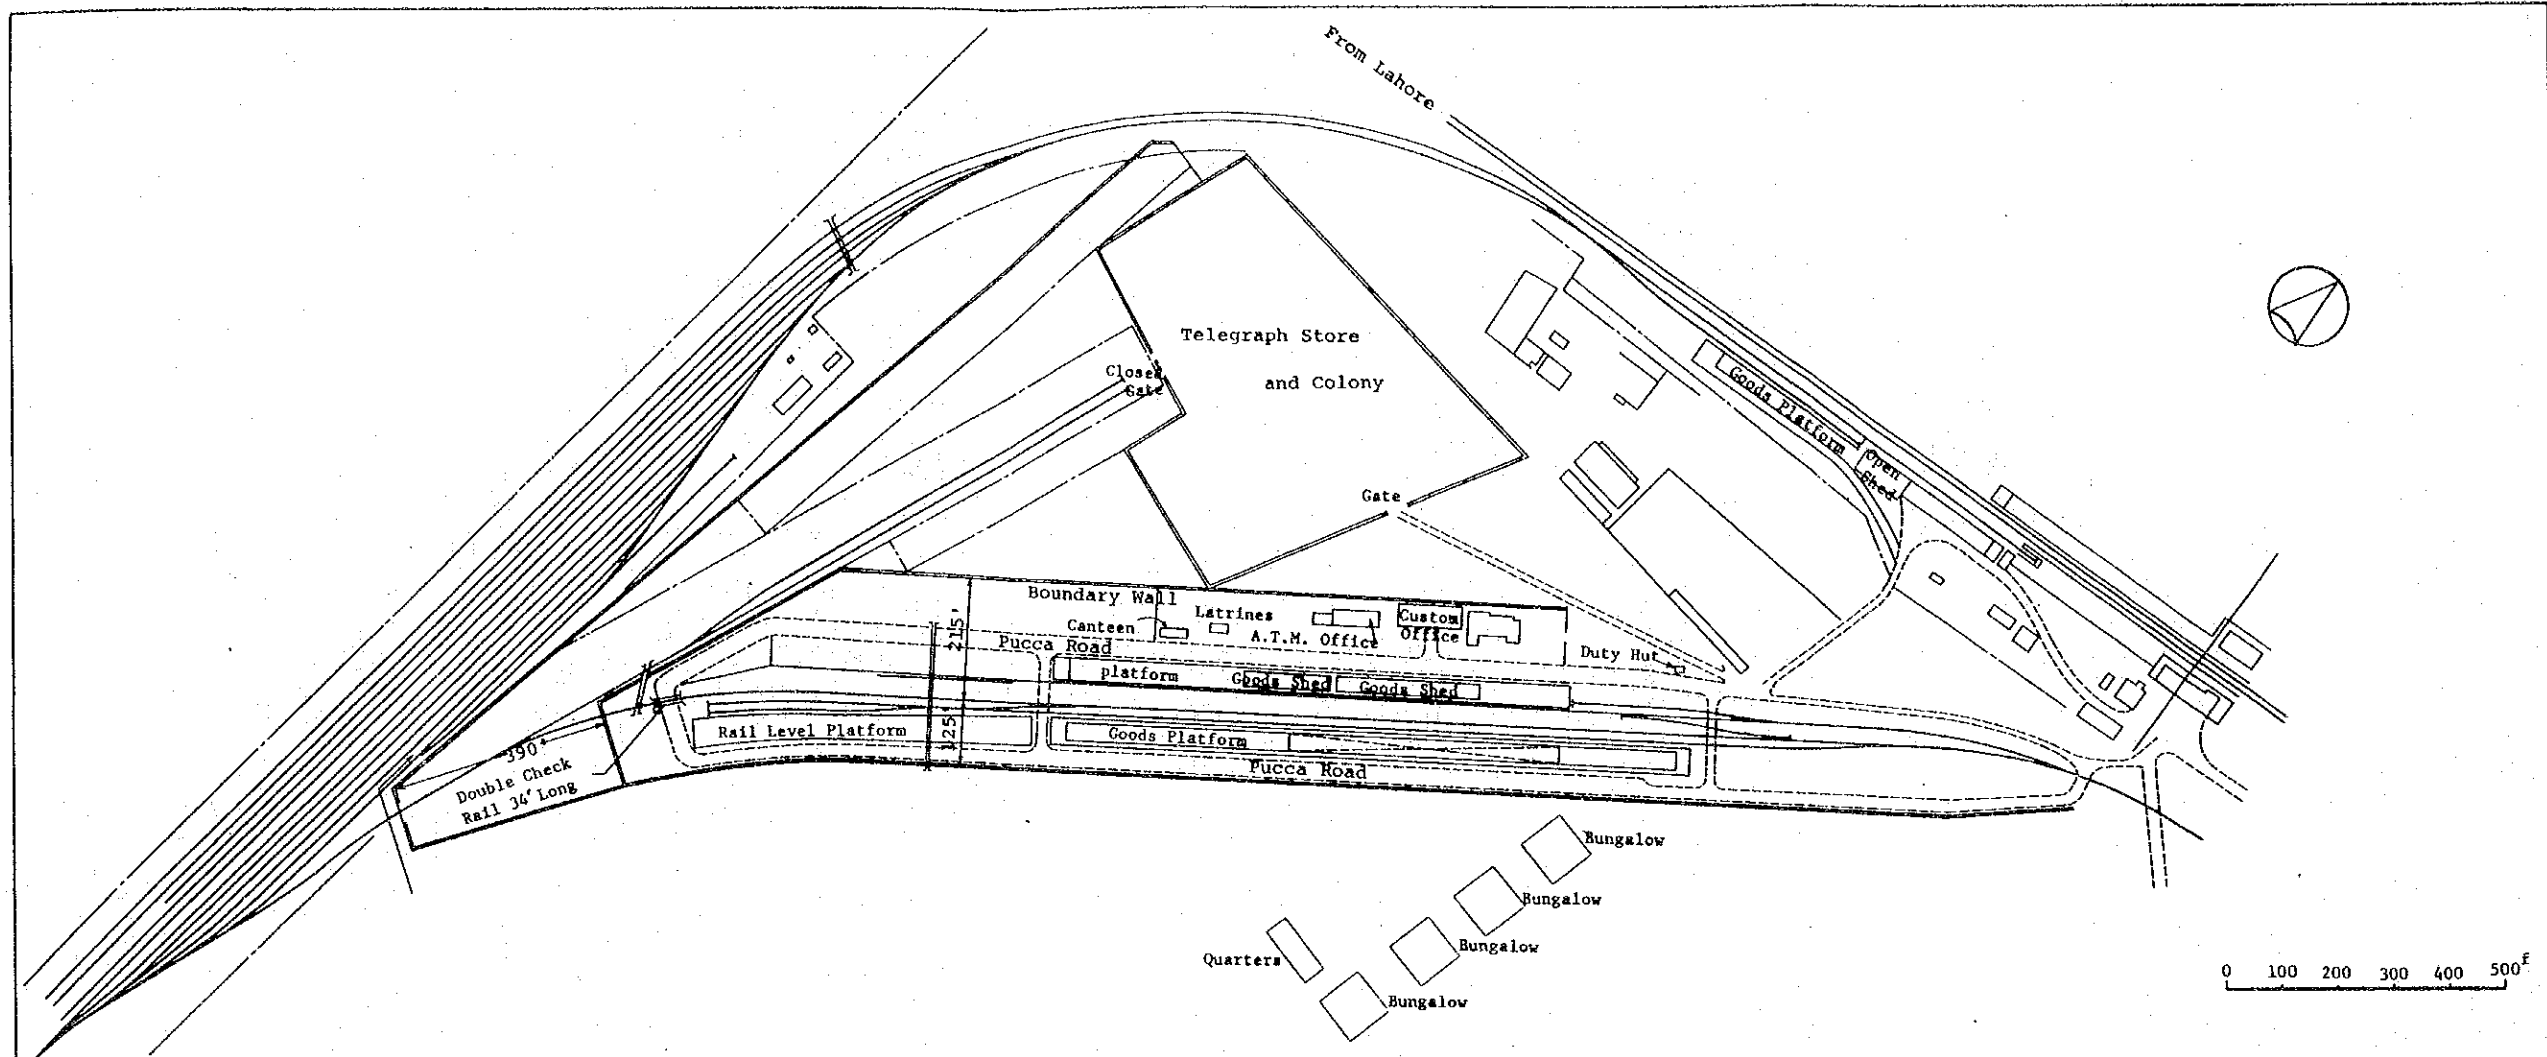 From Lahore
Telegraph Store
and Colony
Closed
Gate
Goods Platform
Open
Shed
Gate
Boundary Wall
Latrines
Custom
Office
Canteen
A.T.M. Office
215'
Pucca Road
Duty Hut
platform
Goods Shed
Goods Shed
Rail Level Platform
125'
Goods Platform
390'
Double Check
Rail 34' Long
Pucca Road
Bungalow
Bungalow
Bungalow
Quarters
Bungalow
0 100 200 300 400 500f